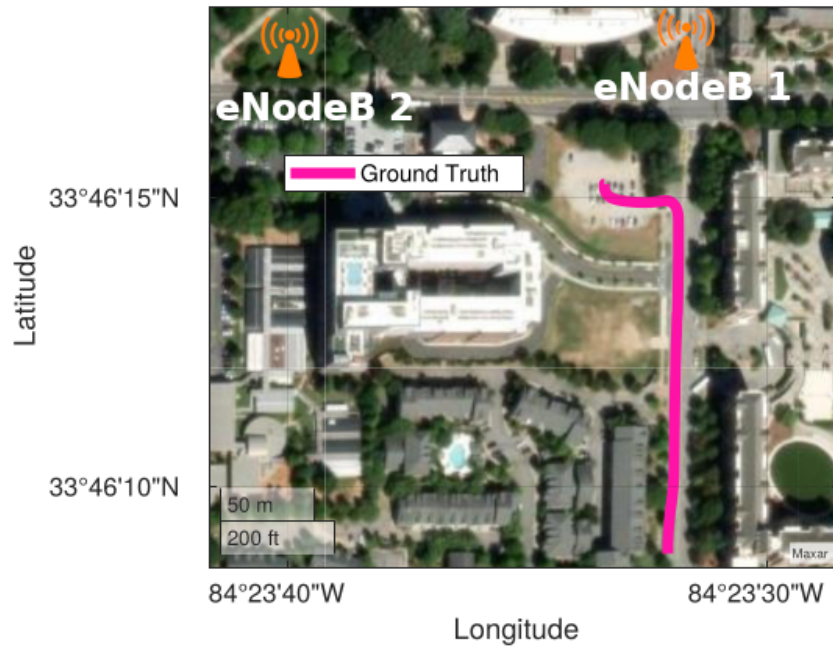 eNodeB 2
eNodeB 1
Ground Truth
33°46'15"N
Latitude
33°46'10"N
50 m
200 ft
Maxar
84°23'40"W
84°23'30"W
Longitude